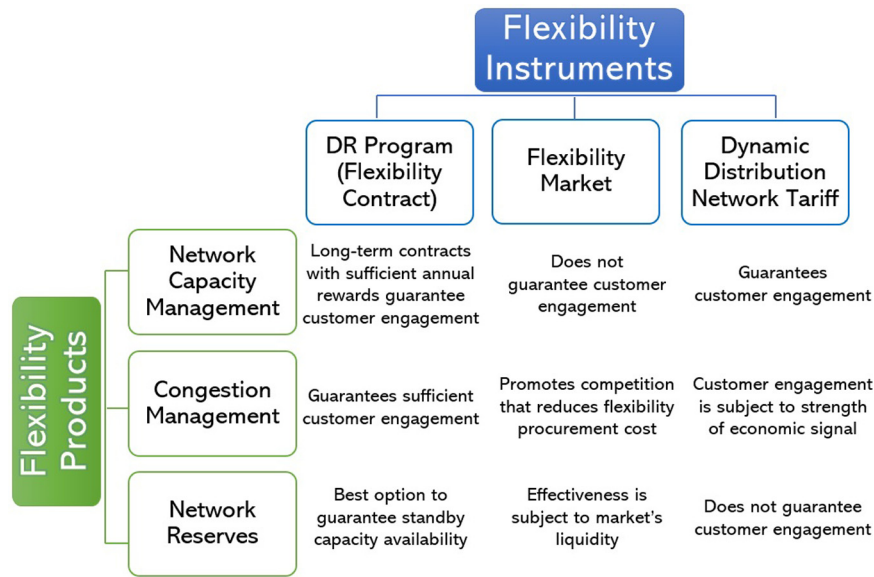 Flexibility
Instruments
DR Program
(Flexibility
Contract)
Flexibility
Market
Dynamic
Distribution
Network Tariff
Flexibility
Products
Network
Capacity
Management
Long-term contracts
with sufficient annual
rewards guarantee
customer engagement
Does not
guarantee customer
engagement
Guarantees
customer engagement
Congestion
Management
Guarantees sufficient
customer engagement
Promotes competition
that reduces flexibility
procurement cost
Customer engagement
is subject to strength
of economic signal
Network
Reserves
Best option to
guarantee standby
capacity availability
Effectiveness is
subject to market's
liquidity
Does not guarantee
customer engagement